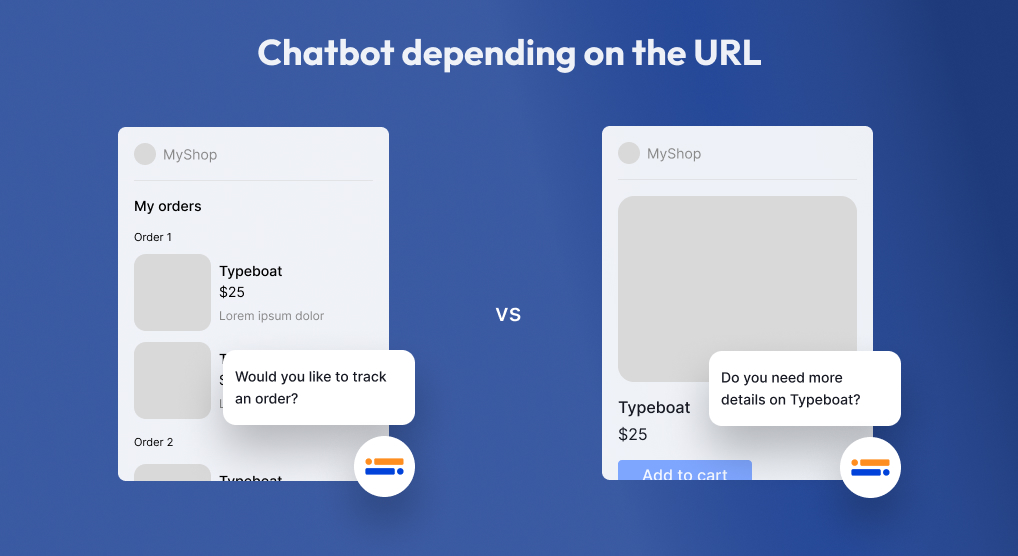 Chatbot depending on the URL
MyShop
My orders
Order 1
Typeboat
$25
Lorem ipsum dolor
Would you like to track
an order?
Order 2
Typeboat
vs
MyShop
Do you need more
details on Typeboat?
Typeboat
$25
Add to cart